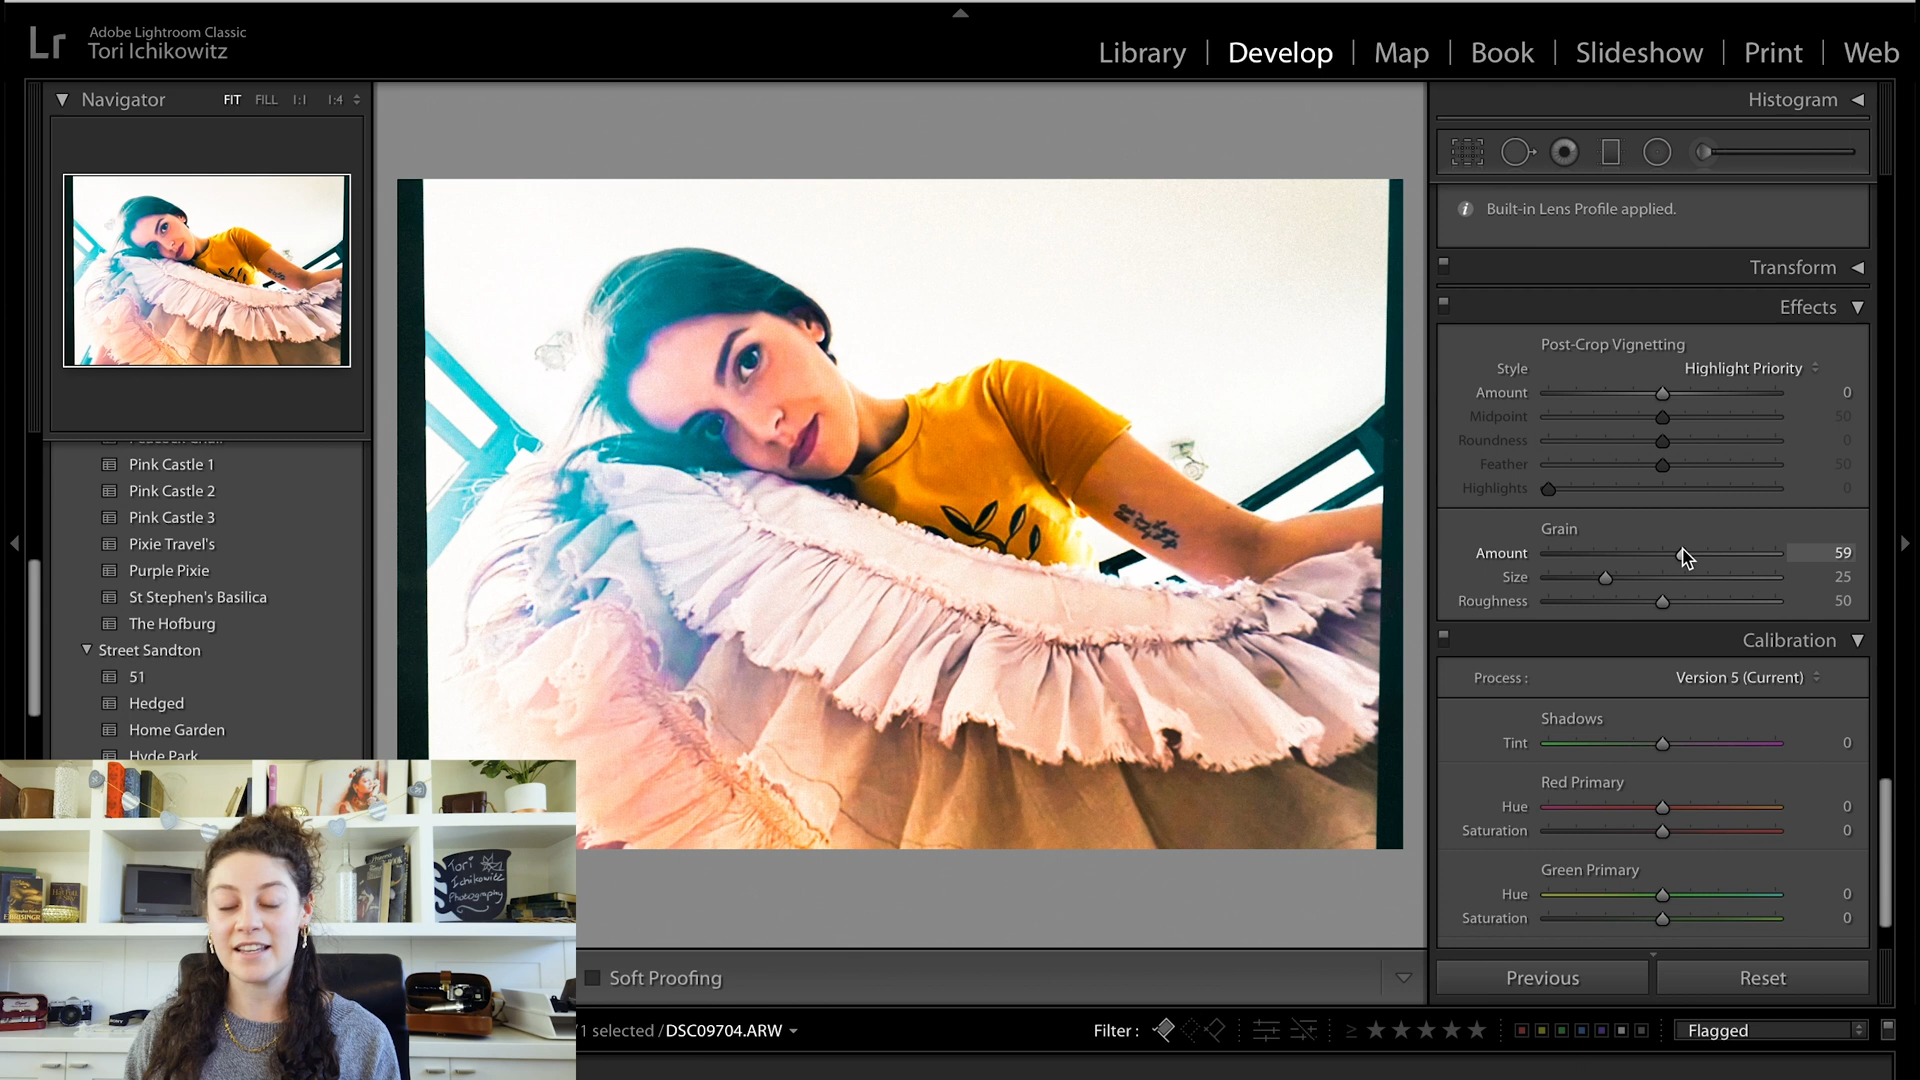 Lr
Adobe Lightroom Classic
Tori Ichikowitz
Library | Develop | Map | Book | Slideshow | Print | Web
Navigator FIT FILL 1:1 1:4
Pink Castle 1
Pink Castle 2
Pink Castle 3
Pixie Travel's
Purple Pixie
St Stephen's Basilica
The Hofburg
Street Sandton
51
Hedged
Home Garden
Hyde Park
Histogram
Built-in Lens Profile applied.
Transform
Effects
Post-Crop Vignetting
Style Highlight Priority
Amount 0
Midpoint 50
Roundness 0
Feather 50
Highlights 0
Grain
Amount 59
Size 25
Roughness 50
Calibration
Process : Version 5 (Current)
Shadows
Tint 0
Red Primary
Hue 0
Saturation 0
Green Primary
Hue 0
Saturation 0
Previous Reset
Tori
Ichikowitz
Photography
SONY
Soft Proofing
1 selected / DSC09704.ARW
Filter : ≥ ★★★★★ Flagged